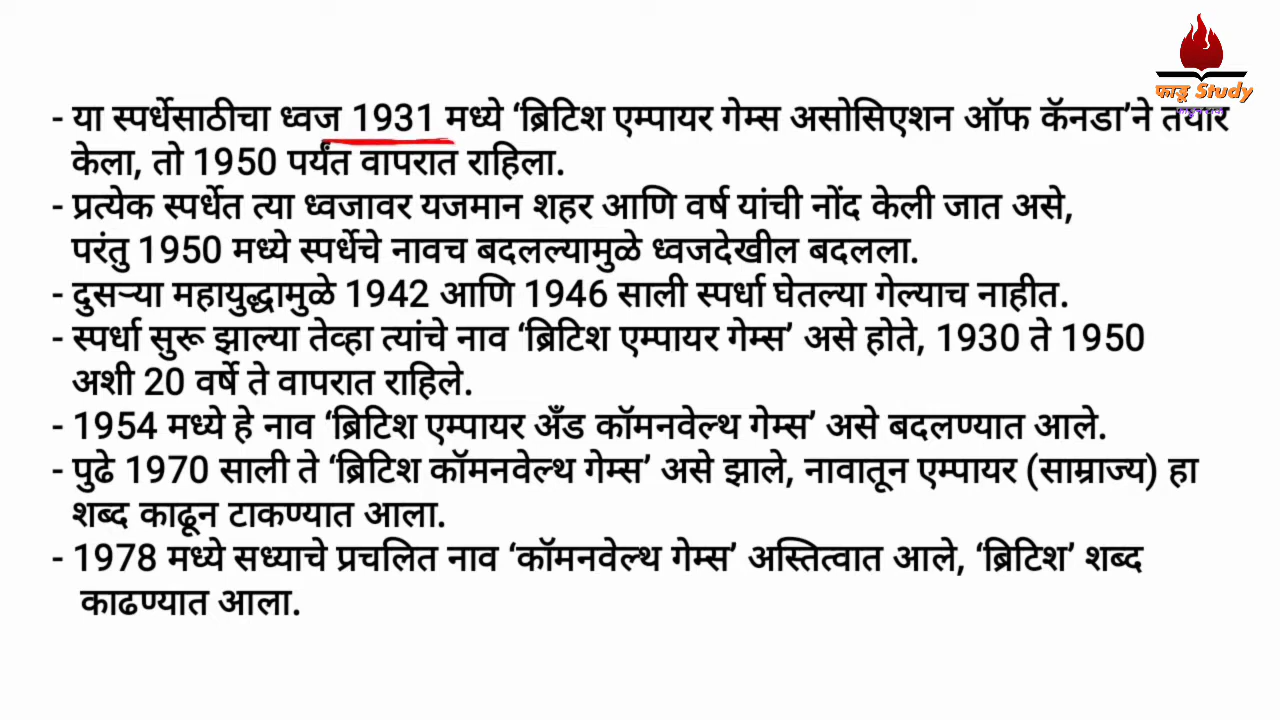 फाडू Study
- या स्पर्धेसाठीचा ध्वज 1931 मध्ये ‘ब्रिटिश एम्पायर गेम्स असोसिएशन ऑफ कॅनडा’ने तयार
केला, तो 1950 पर्यंत वापरात राहिला.
- प्रत्येक स्पर्धेत त्या ध्वजावर यजमान शहर आणि वर्ष यांची नोंद केली जात असे,
परंतु 1950 मध्ये स्पर्धेचे नावच बदलल्यामुळे ध्वजदेखील बदलला.
- दुसऱ्या महायुद्धामुळे 1942 आणि 1946 साली स्पर्धा घेतल्या गेल्याच नाहीत.
- स्पर्धा सुरू झाल्या तेव्हा त्यांचे नाव ‘ब्रिटिश एम्पायर गेम्स’ असे होते, 1930 ते 1950
अशी 20 वर्षे ते वापरात राहिले.
- 1954 मध्ये हे नाव ‘ब्रिटिश एम्पायर अँड कॉमनवेल्थ गेम्स’ असे बदलण्यात आले.
- पुढे 1970 साली ते ‘ब्रिटिश कॉमनवेल्थ गेम्स’ असे झाले, नावातून एम्पायर (साम्राज्य) हा
शब्द काढून टाकण्यात आला.
- 1978 मध्ये सध्याचे प्रचलित नाव ‘कॉमनवेल्थ गेम्स’ अस्तित्वात आले, ‘ब्रिटिश’ शब्द
काढण्यात आला.